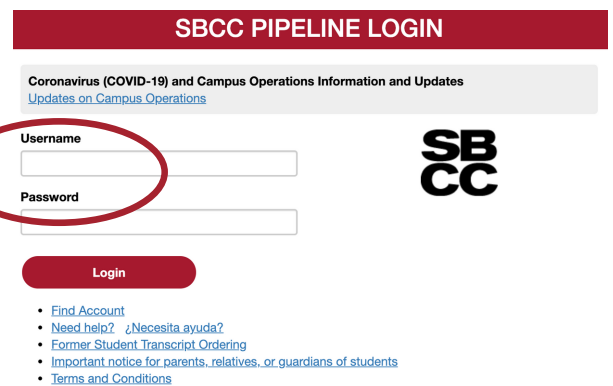 SBCC PIPELINE LOGIN
Coronavirus (COVID-19) and Campus Operations Information and Updates
Updates on Campus Operations
Username
SB
CC
Password
Login
• Find Account
• Need help? ¿Necesita ayuda?
• Former Student Transcript Ordering
• Important notice for parents, relatives, or guardians of students
• Terms and Conditions